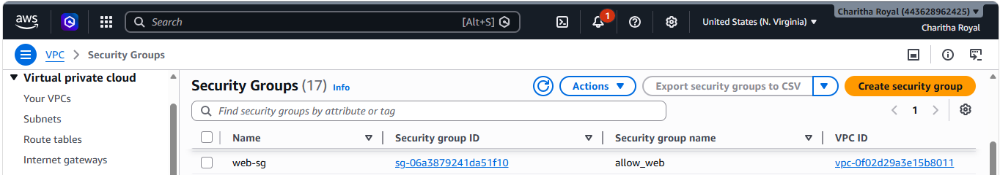 aws
Search [Alt+S]
1
United States (N. Virginia)
Charitha Royal (443628962425)
Charitha Royal
VPC > Security Groups
Virtual private cloud
Your VPCs
Subnets
Route tables
Internet gateways
Security Groups (17) Info
Actions
Export security groups to CSV
Create security group
Find security groups by attribute or tag
1
Name Security group ID Security group name VPC ID
web-sg sg-06a3879241da51f10 allow_web vpc-0f02d29a3e15b8011